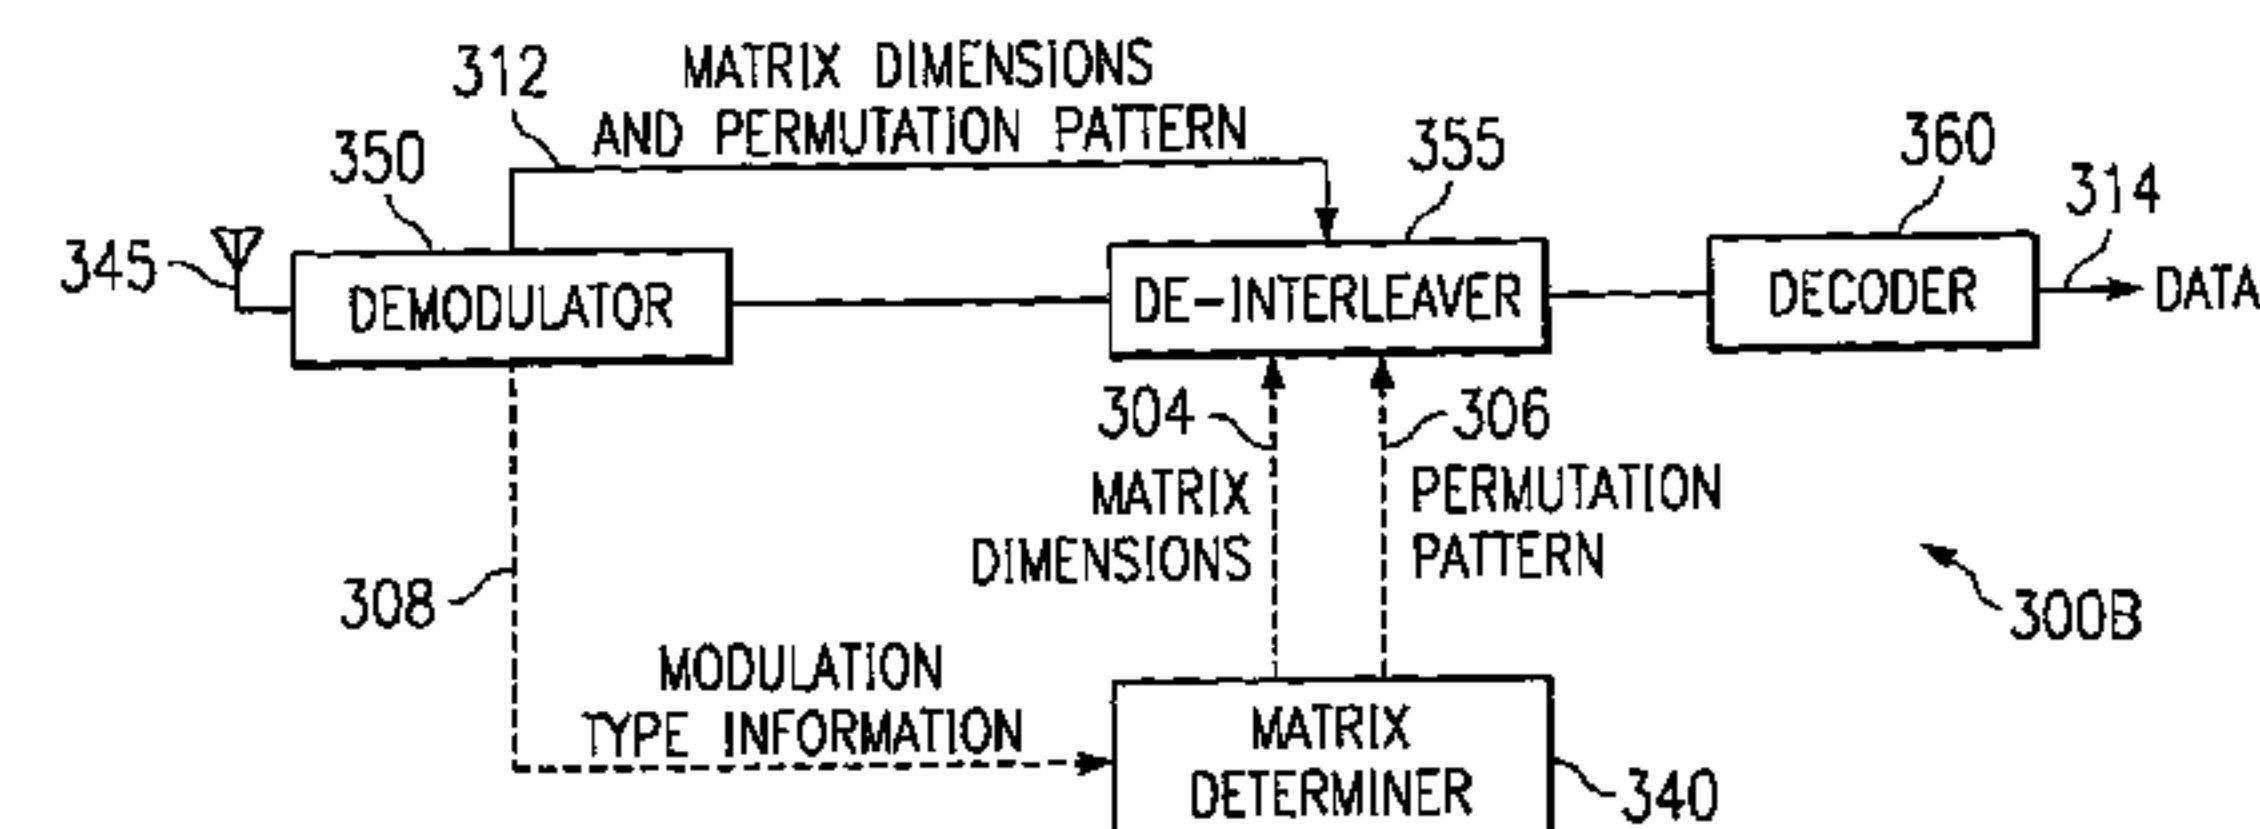 312
MATRIX DIMENSIONS
AND PERMUTATION PATTERN
350
355
360
314
345
DEMODULATOR
DE-INTERLEAVER
DECODER
DATA
304
306
MATRIX
DIMENSIONS
PERMUTATION
PATTERN
308
300B
MODULATION
TYPE INFORMATION
MATRIX
DETERMINER
340